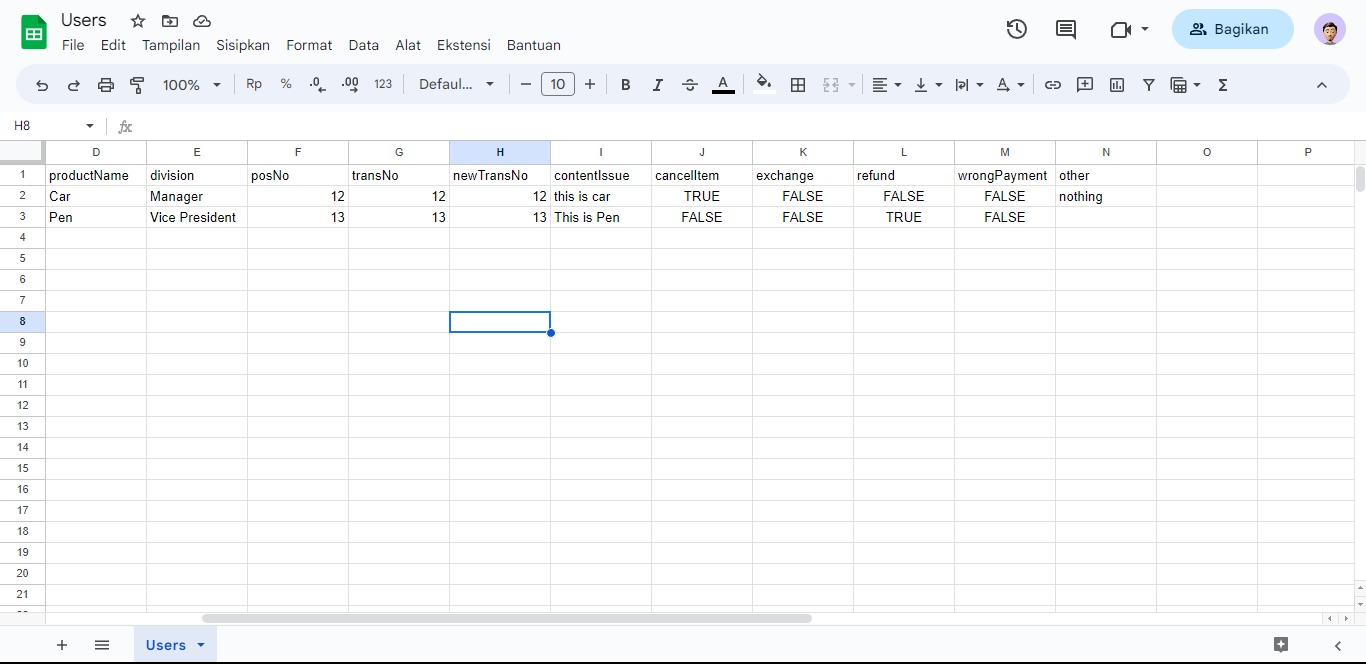 Users
File Edit Tampilan Sisipkan Format Data Alat Ekstensi Bantuan
Bagikan
100% Rp % .0 .00 123 Defaul... 10 B I A A Σ
H8 fx
D E F G H I J K L M N O P
1 productName division posNo transNo newTransNo contentIssue cancelItem exchange refund wrongPayment other
2 Car Manager 12 12 12 this is car TRUE FALSE FALSE FALSE nothing
3 Pen Vice President 13 13 13 This is Pen FALSE FALSE TRUE FALSE
4
5
6
7
8
9
10
11
12
13
14
15
16
17
18
19
20
21
Users